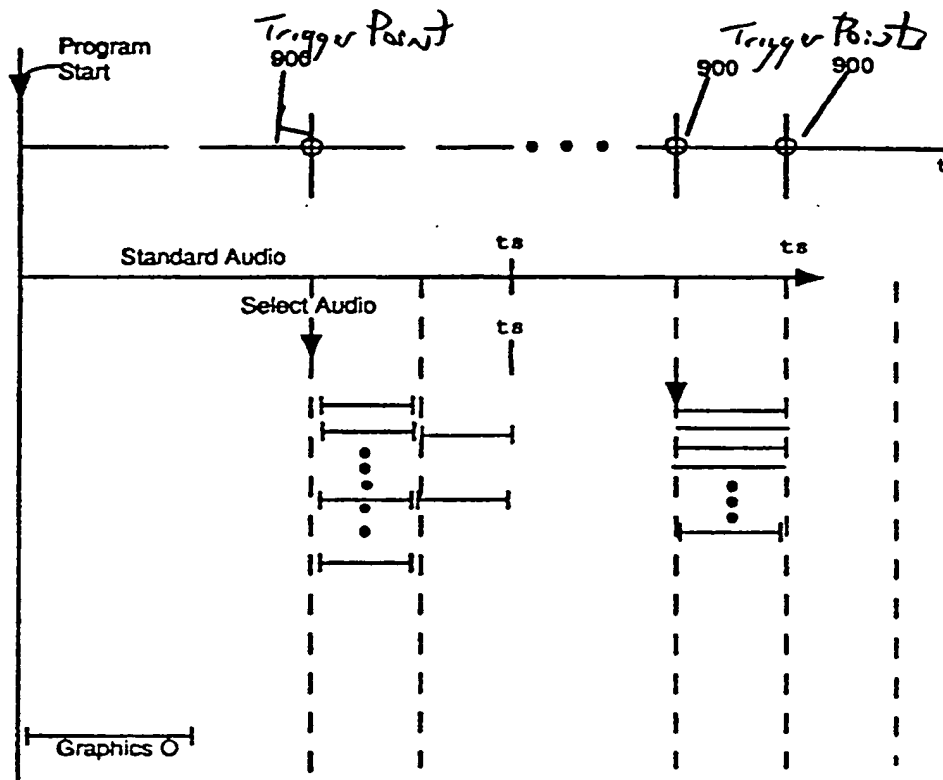 Trigger Point
Trigger Points
Program
Start
900
900
900
t
Standard Audio
ts
ts
Select Audio
ts
Graphics O